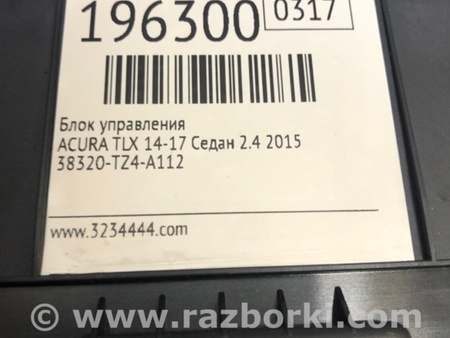 196300
0317
Блок управления
ACURA TLX 14-17 Седан 2.4 2015
38320-TZ4-A112
www.3234444.com
© www.razborki.com